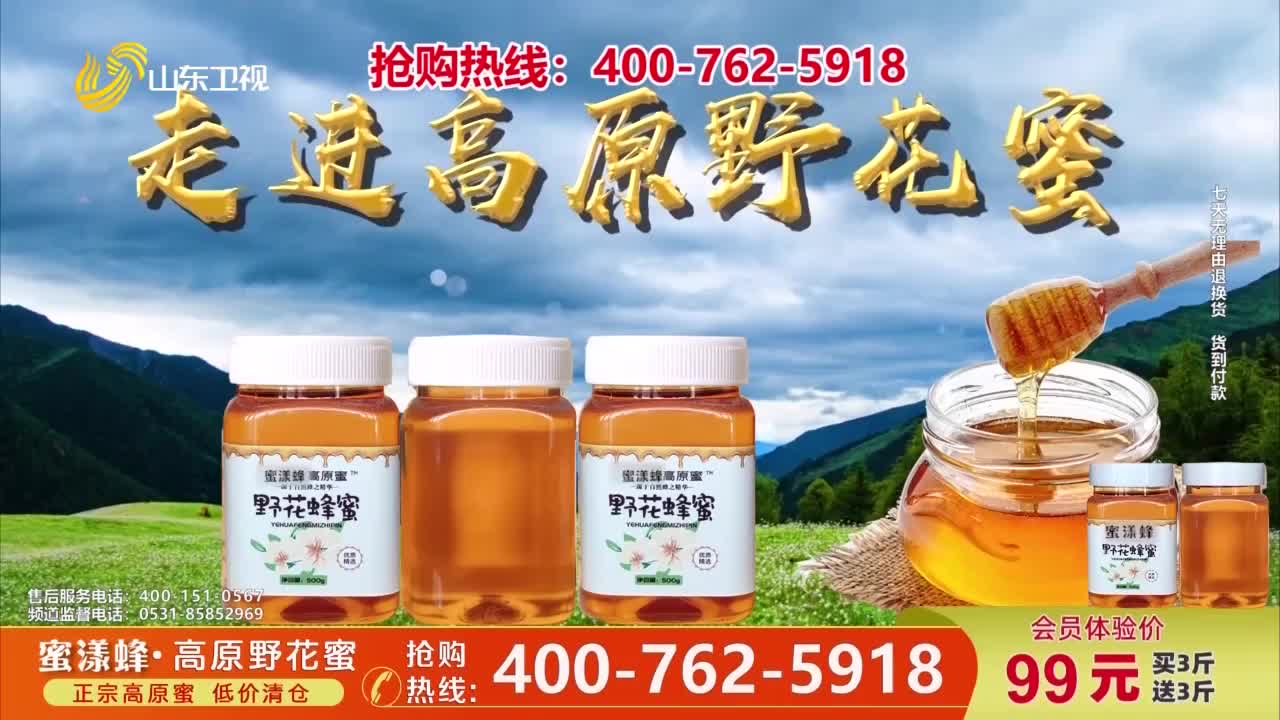 山东卫视
抢购热线：400-762-5918
走进高原野花蜜
七天无理由退换货 货到付款
蜜漾蜂高原蜜™
野花蜂蜜
YEHUAFENGMIZHIPIN
优质
精选
净含量：500g
蜜漾蜂高原蜜™
野花蜂蜜
YEHUAFENGMIZHIPIN
优质
精选
净含量：500g
蜜漾蜂
野花蜂蜜
售后服务电话：400 151 0567
频道监督电话：0531-85852969
蜜漾蜂·高原野花蜜
正宗高原蜜 低价清仓
抢购
热线：
400-762-5918
会员体验价
99元
买3斤
送3斤